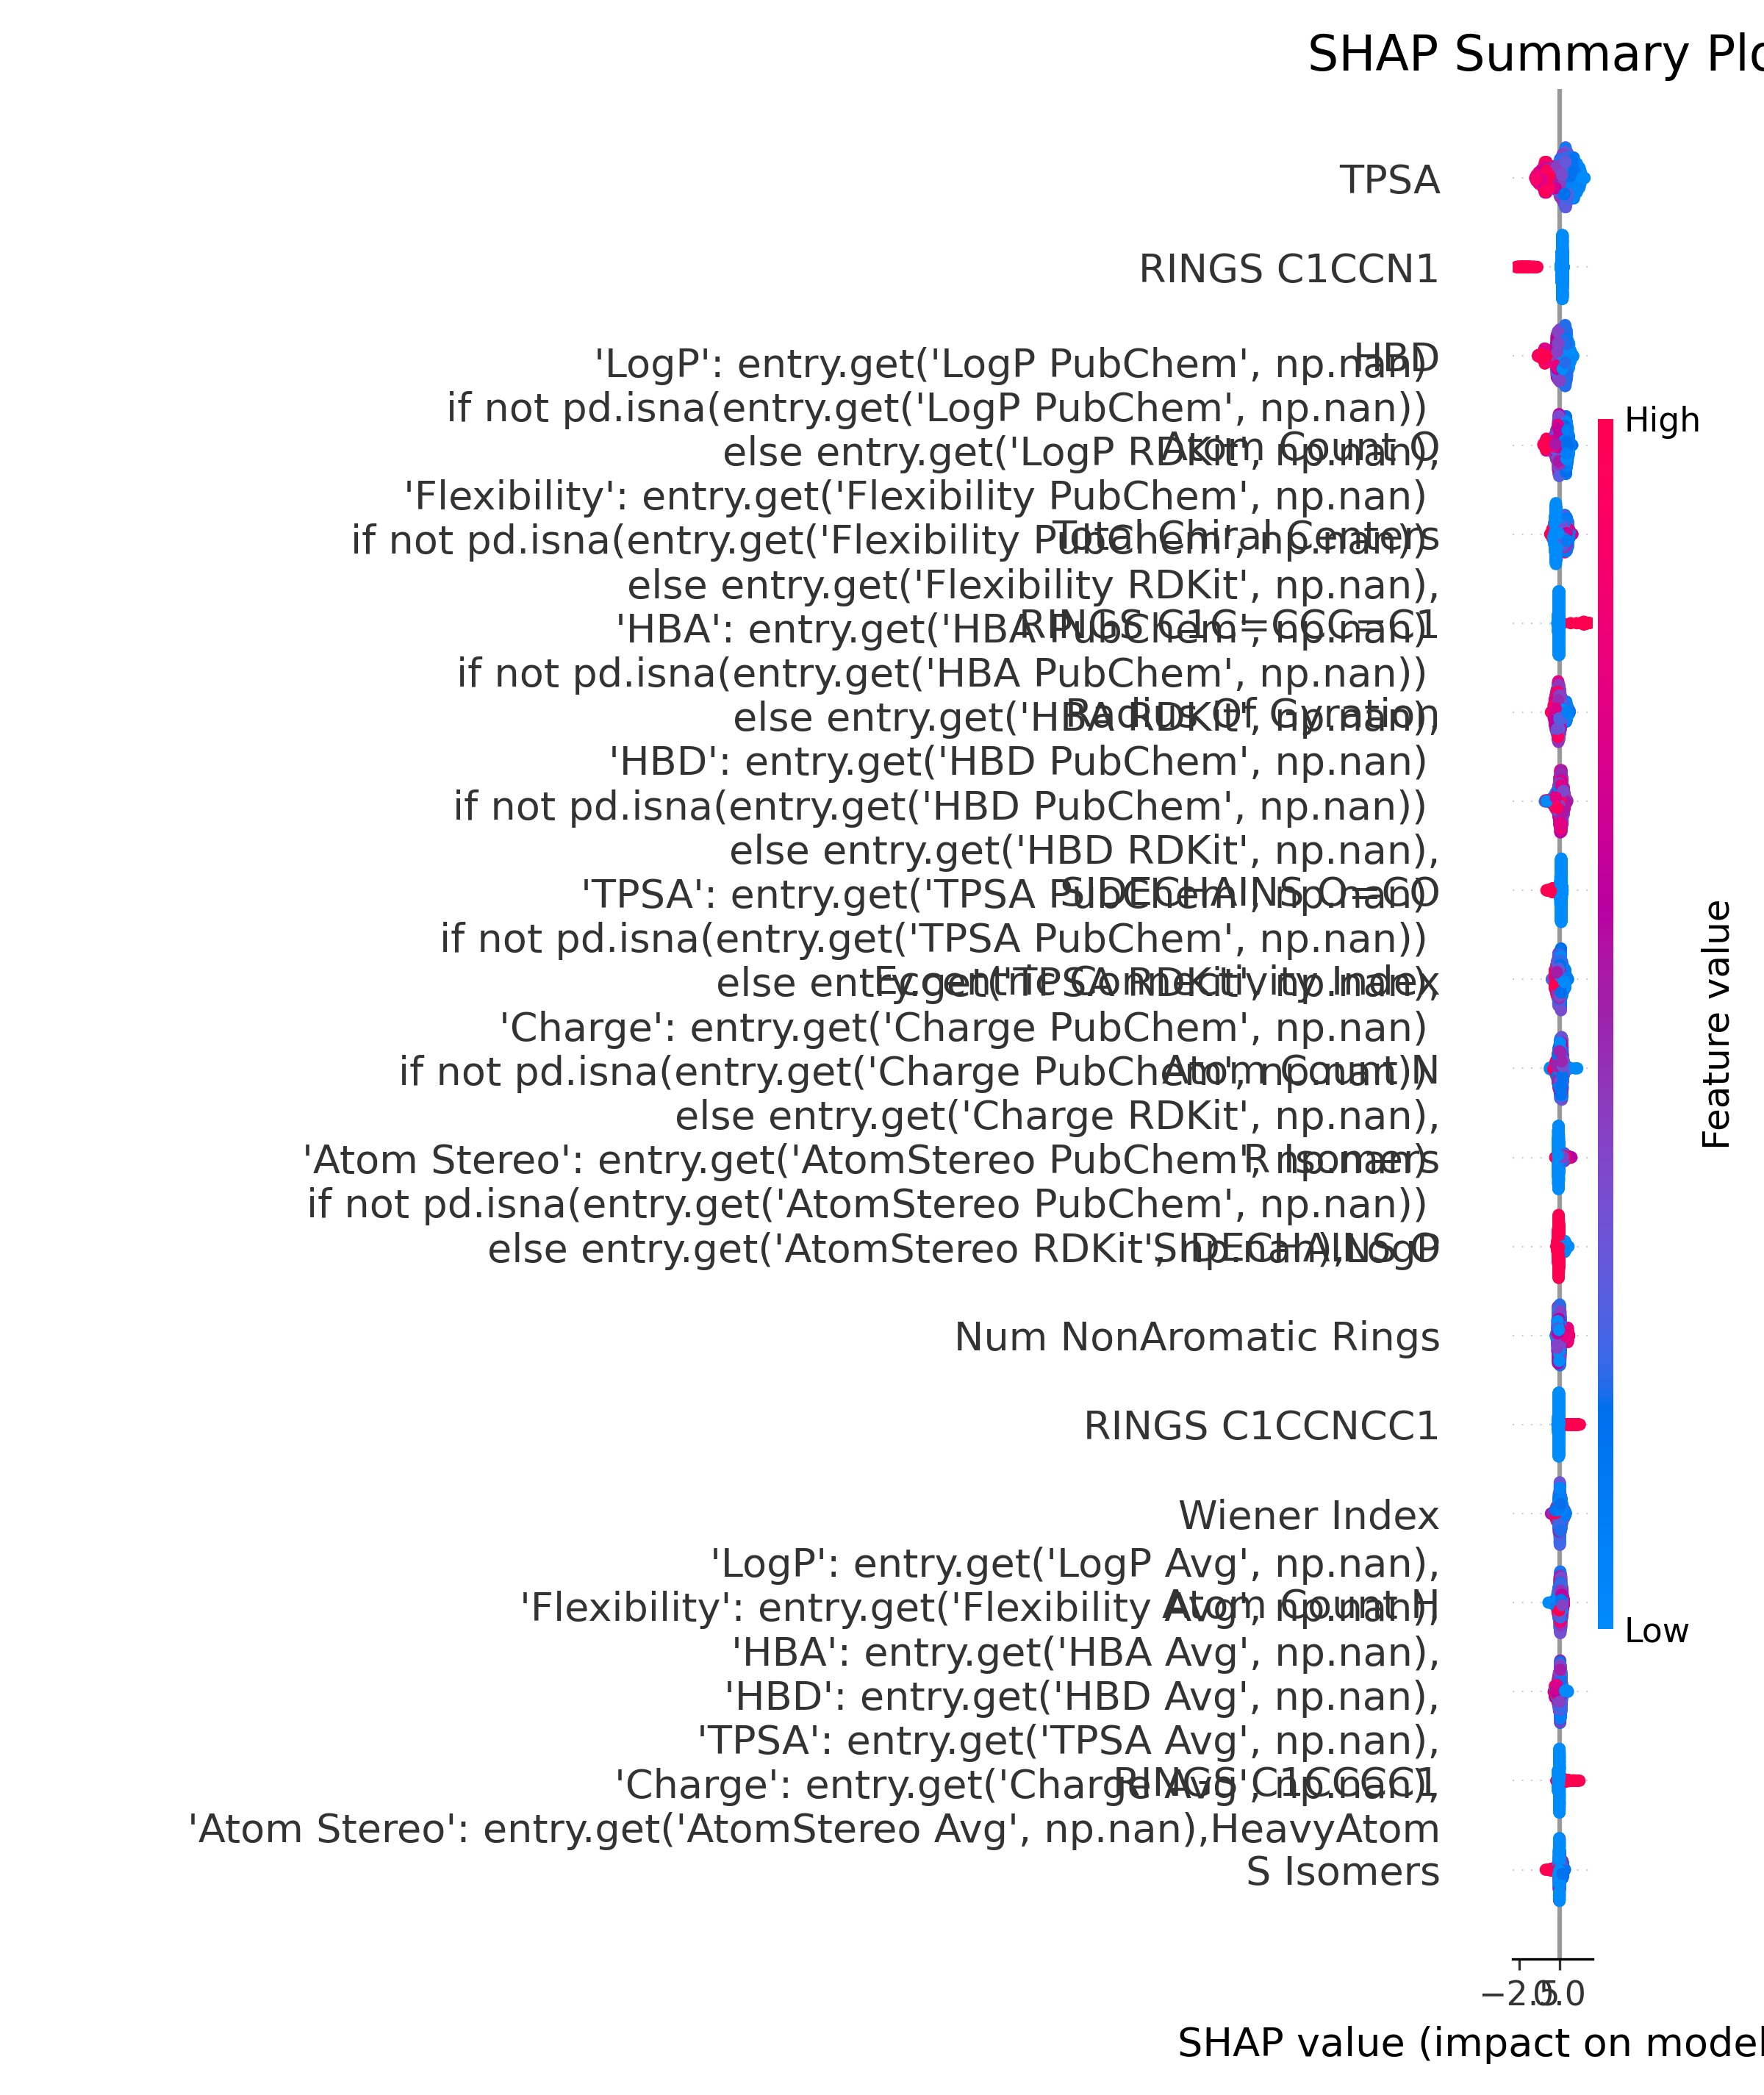 SHAP Summary Plo
TPSA
RINGS C1CCN1
HBD
'LogP': entry.get('LogP PubChem', np.nan)
if not pd.isna(entry.get('LogP PubChem', np.nan))
Atom Count O
else entry.get('LogP RDKit', np.nan),
'Flexibility': entry.get('Flexibility PubChem', np.nan)
Total Chiral Centers
if not pd.isna(entry.get('Flexibility PubChem', np.nan))
else entry.get('Flexibility RDKit', np.nan),
RINGS C1C=CCC=C1
'HBA': entry.get('HBA PubChem', np.nan)
if not pd.isna(entry.get('HBA PubChem', np.nan))
Radius Of Gyration
else entry.get('HBA RDKit', np.nan),
'HBD': entry.get('HBD PubChem', np.nan)
if not pd.isna(entry.get('HBD PubChem', np.nan))
else entry.get('HBD RDKit', np.nan),
SIDECHAINS O=CO
'TPSA': entry.get('TPSA PubChem', np.nan)
if not pd.isna(entry.get('TPSA PubChem', np.nan))
Eccentric Connectivity Index
else entry.get('TPSA RDKit', np.nan),
'Charge': entry.get('Charge PubChem', np.nan)
Atom Count N
if not pd.isna(entry.get('Charge PubChem', np.nan))
else entry.get('Charge RDKit', np.nan),
R Isomers
'Atom Stereo': entry.get('AtomStereo PubChem', np.nan)
if not pd.isna(entry.get('AtomStereo PubChem', np.nan))
SIDECHAINS O
else entry.get('AtomStereo RDKit', np.nan),LogP
Num NonAromatic Rings
RINGS C1CCNCC1
Wiener Index
'LogP': entry.get('LogP Avg', np.nan),
Atom Count H
'Flexibility': entry.get('Flexibility Avg', np.nan),
'HBA': entry.get('HBA Avg', np.nan),
'HBD': entry.get('HBD Avg', np.nan),
'TPSA': entry.get('TPSA Avg', np.nan),
RINGS C1CCCC1
'Charge': entry.get('Charge Avg', np.nan),
'Atom Stereo': entry.get('AtomStereo Avg', np.nan),HeavyAtom
S Isomers
−2.5
0.0
SHAP value (impact on model
High
Feature value
Low